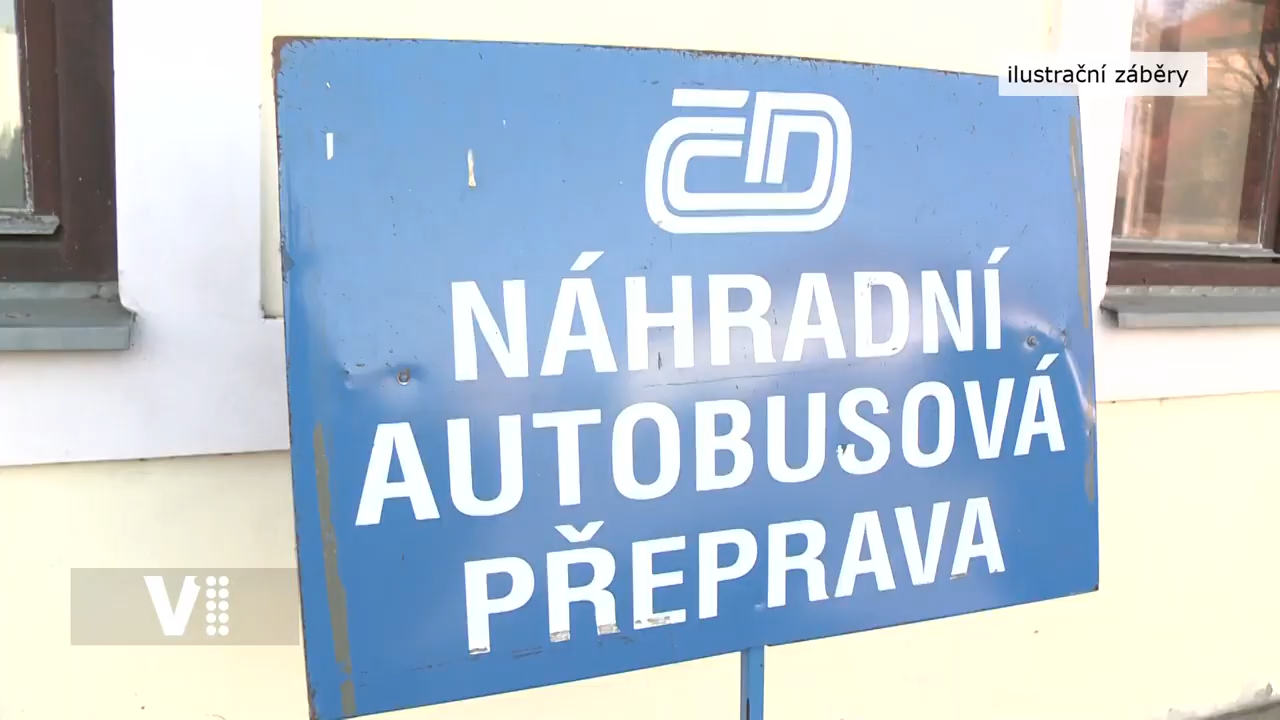 ilustrační záběry
ČD
NÁHRADNÍ
AUTOBUSOVÁ
PŘEPRAVA
V